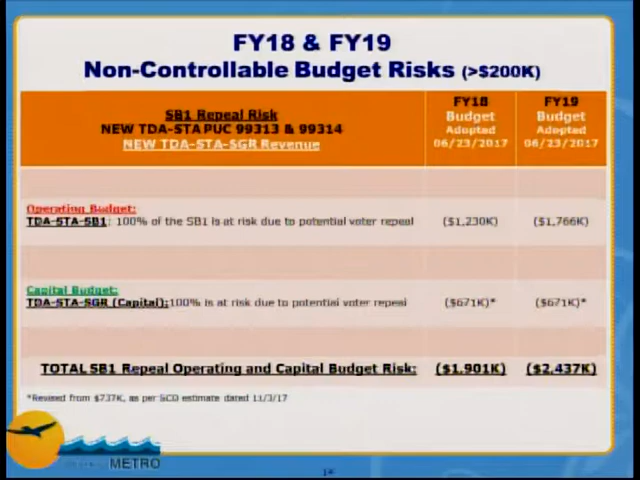 FY18 & FY19
Non-Controllable Budget Risks (>$200K)
SB1 Repeal Risk
NEW TDA-STA PUC 99313 & 99314
NEW TDA-STA-SGR Revenue
FY18
Budget
Adopted
06/23/2017
FY19
Budget
Adopted
06/23/2017
Operating Budget:
TDA-STA-SB1: 100% of the SB1 is at risk due to potential voter repeal ($1,230K) ($1,766K)
Capital Budget:
TDA-STA-SGR (Capital):100% is at risk due to potential voter repeal ($671K)* ($671K)*
TOTAL SB1 Repeal Operating and Capital Budget Risk: ($1,901K) ($2,437K)
*Revised from $737K, as per SCO estimate dated 11/3/17
METRO
14